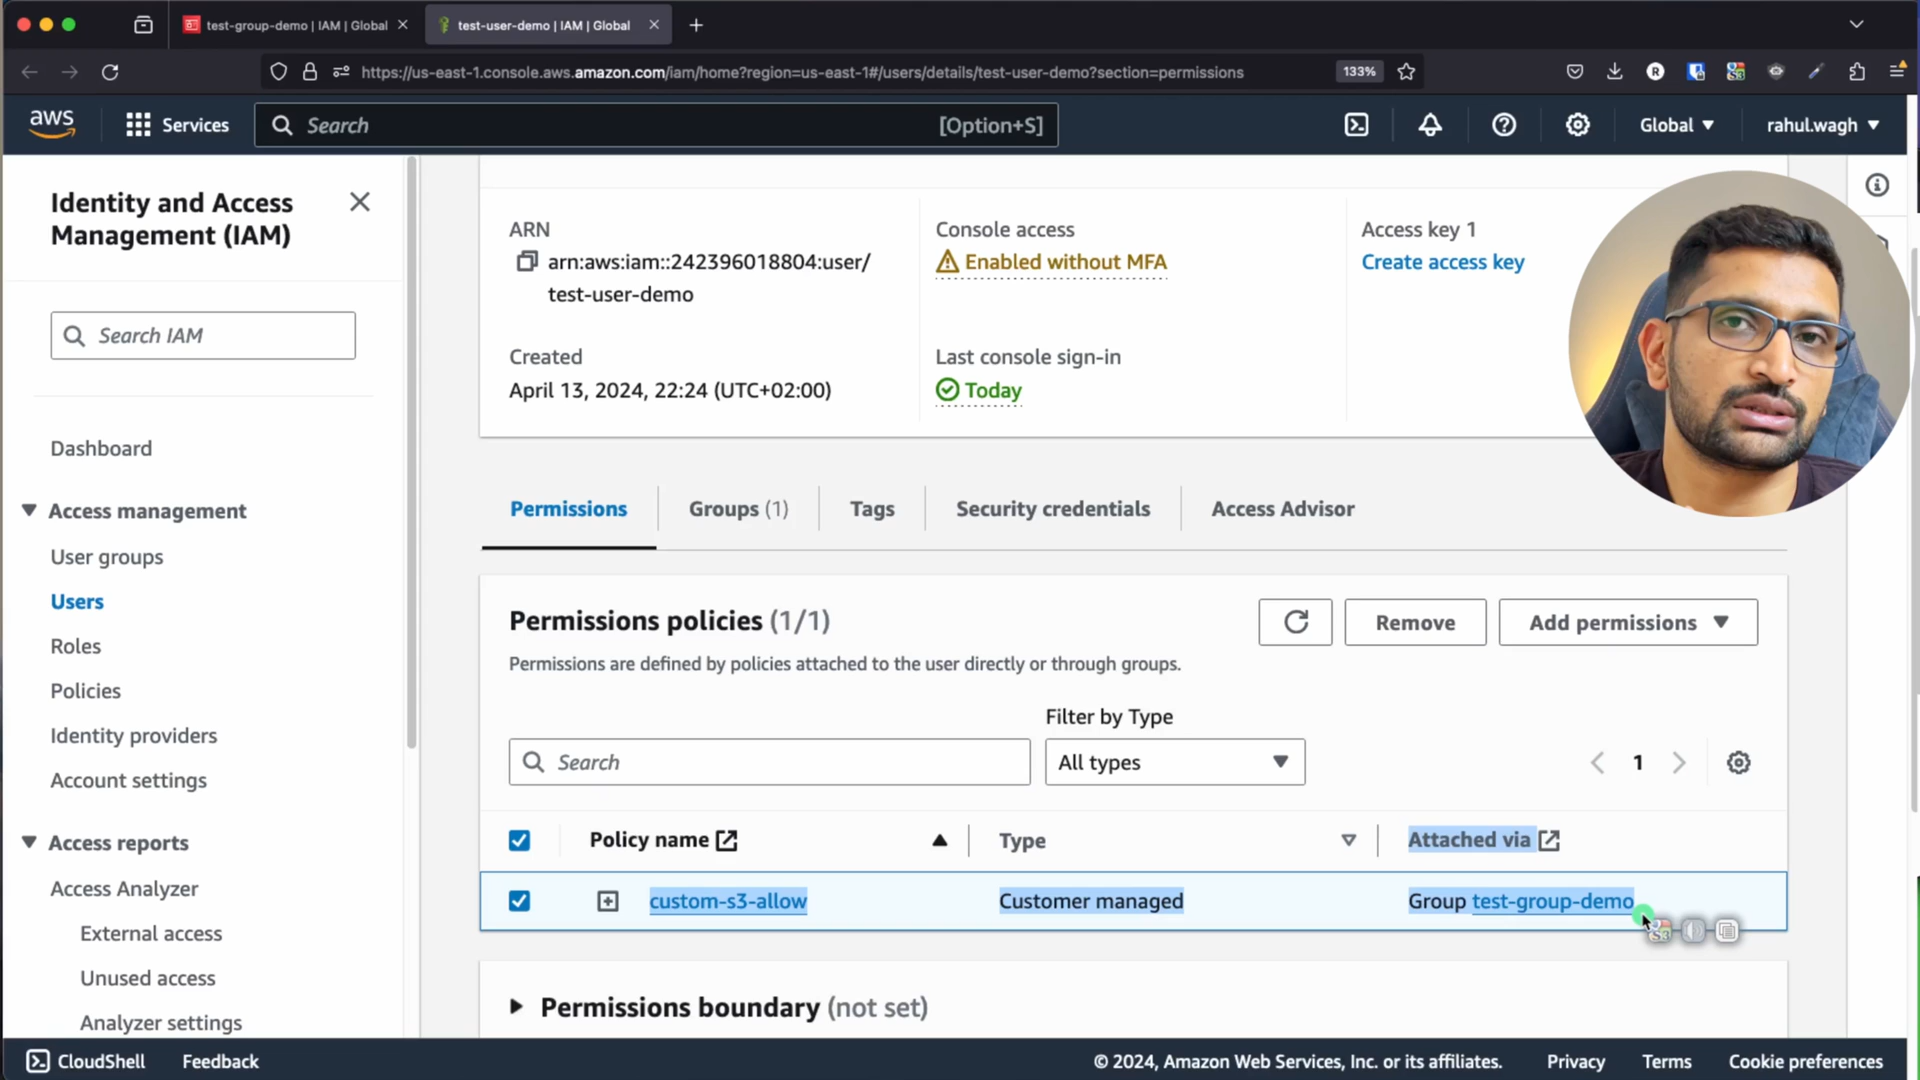 test-group-demo | IAM | Global
test-user-demo | IAM | Global
https://us-east-1.console.aws.amazon.com/iam/home?region=us-east-1#/users/details/test-user-demo?section=permissions
133%
aws
Services
Search
[Option+S]
Global
rahul.wagh
Identity and Access
Management (IAM)
Search IAM
Dashboard
Access management
User groups
Users
Roles
Policies
Identity providers
Account settings
Access reports
Access Analyzer
External access
Unused access
Analyzer settings
ARN
arn:aws:iam::242396018804:user/
test-user-demo
Console access
Enabled without MFA
Access key 1
Create access key
Created
April 13, 2024, 22:24 (UTC+02:00)
Last console sign-in
Today
Permissions
Groups (1)
Tags
Security credentials
Access Advisor
Permissions policies (1/1)
Remove
Add permissions
Permissions are defined by policies attached to the user directly or through groups.
Filter by Type
Search
All types
1
Policy name
Type
Attached via
custom-s3-allow
Customer managed
Group test-group-demo
Permissions boundary (not set)
CloudShell
Feedback
© 2024, Amazon Web Services, Inc. or its affiliates.
Privacy
Terms
Cookie preferences